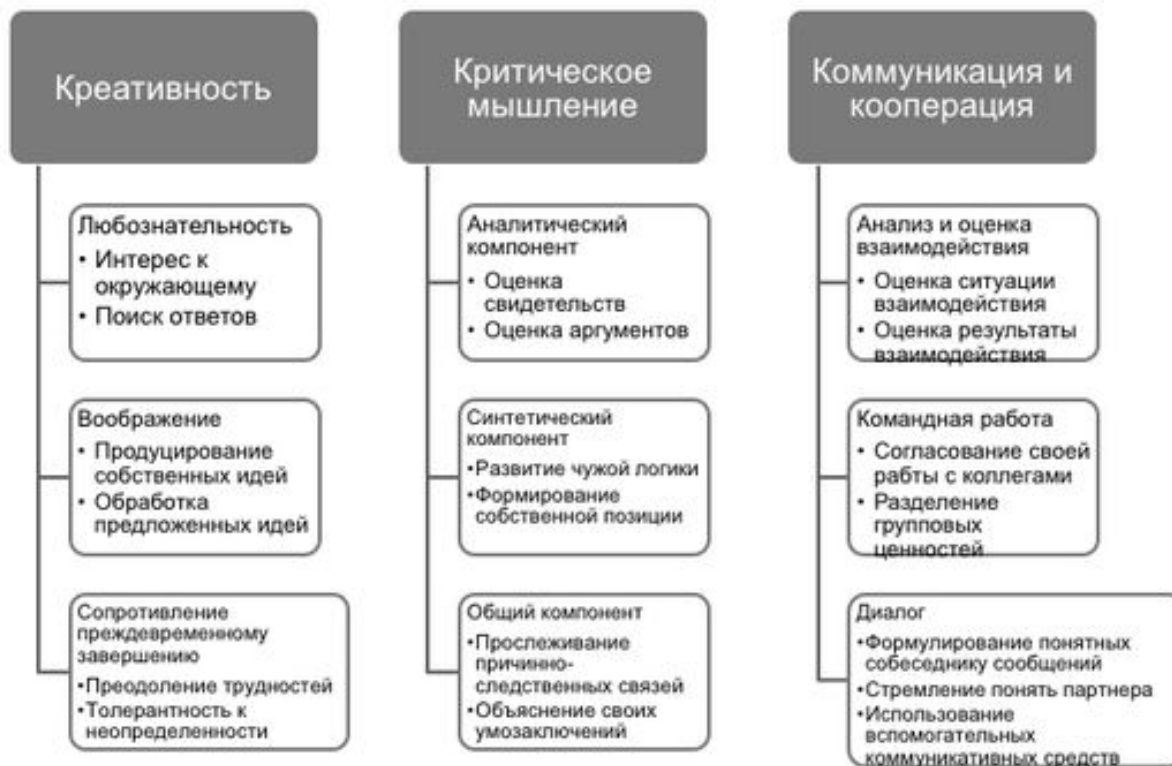 Креативность
Любознательность
• Интерес к
окружающему
• Поиск ответов
Воображение
• Продуцирование
собственных идей
• Обработка
предложенных идей
Сопротивление
преждевременному
завершению
•Преодоление трудностей
•Толерантность к
неопределенности
Критическое
мышление
Аналитический
компонент
• Оценка
свидетельств
• Оценка аргументов
Синтетический
компонент
•Развитие чужой логики
•Формирование
собственной позиции
Общий компонент
•Прослеживание
причинно-
следственных связей
•Объяснение своих
умозаключений
Коммуникация и
кооперация
Анализ и оценка
взаимодействия
• Оценка ситуации
взаимодействия
• Оценка результаты
взаимодействия
Командная работа
• Согласование своей
рабты с коллегами
• Разделение
групповых
ценностей
Диалог
•Формулирование понятных
собеседнику сообщений
•Стремление понять партнера
•Использование
вспомогательных
коммуникативных средств